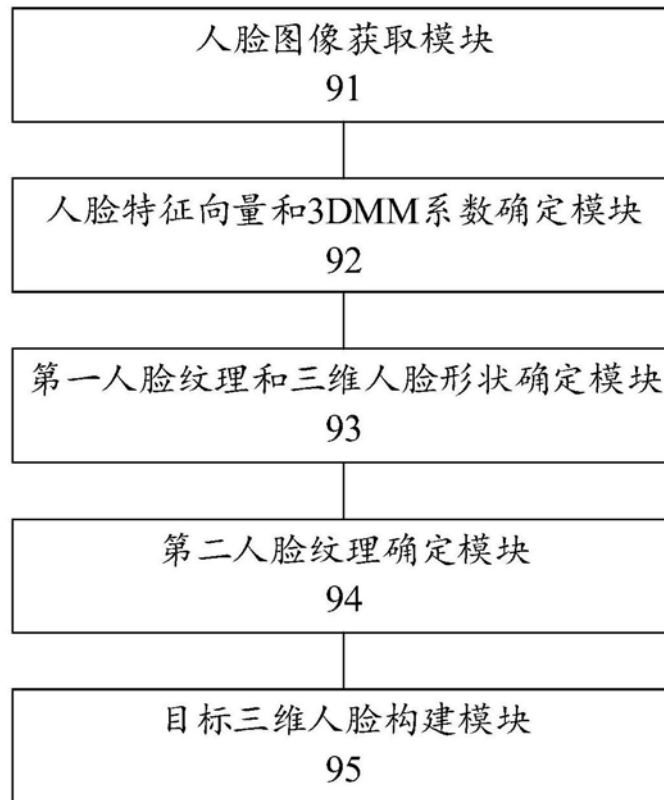 人脸图像获取模块
91
人脸特征向量和3DMM系数确定模块
92
第一人脸纹理和三维人脸形状确定模块
93
第二人脸纹理确定模块
94
目标三维人脸构建模块
95